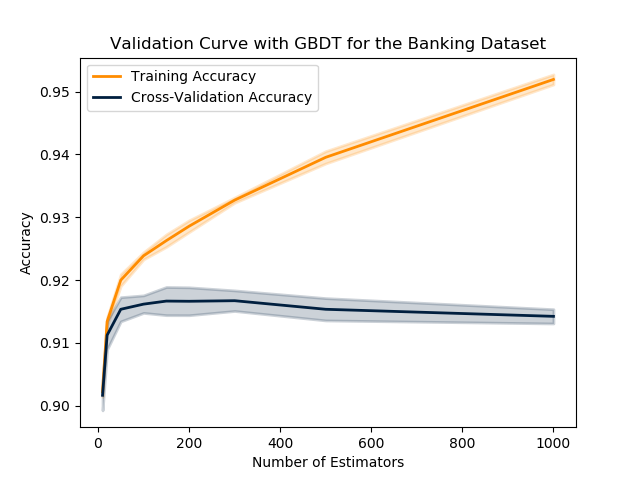 Validation Curve with GBDT for the Banking Dataset
Training Accuracy
Cross-Validation Accuracy
0.95
0.94
0.93
0.92
0.91
0.90
Accuracy
0
200
400
600
800
1000
Number of Estimators